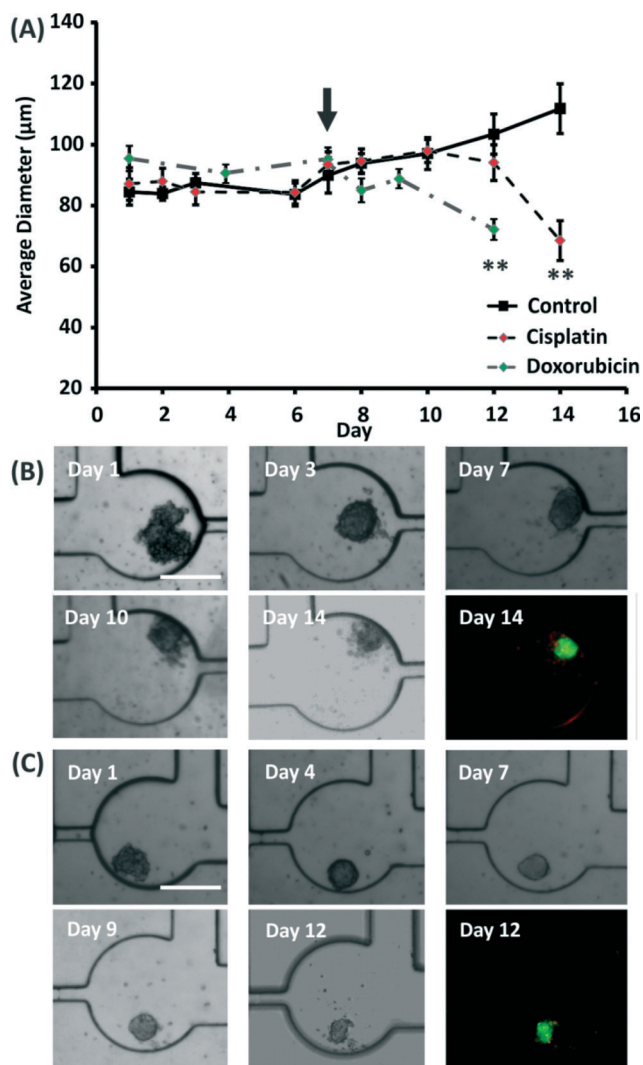 (A)
140
120
100
80
60
40
20
Average Diameter (µm)
0 2 4 6 8 10 12 14 16
Day
** **
Control
Cisplatin
Doxorubicin
(B)
Day 1 Day 3 Day 7
Day 10 Day 14 Day 14
(C)
Day 1 Day 4 Day 7
Day 9 Day 12 Day 12